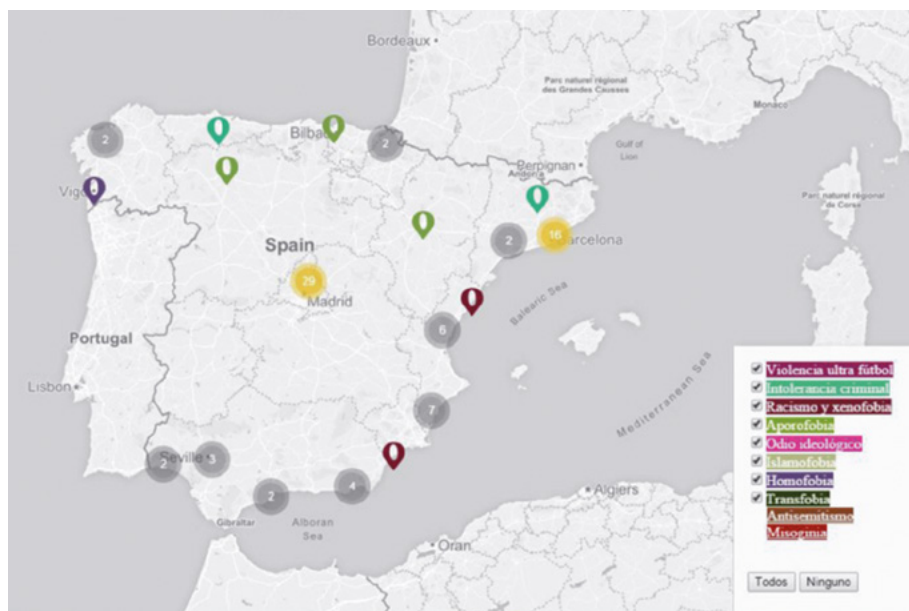 Bordeaux
Parc naturel régional
des Grandes Causses
Monaco
2
Bilbao
2
Gulf of
Lion
Perpignan
Andorra
Vigo
Parc naturel régional
de Corse
Spain
2
16
Barcelona
29
Madrid
Balearic Sea
Portugal
6
Lisbon
Mediterranean Sea
7
2
Seville
3
4
2
Gibraltar
Alboran
Sea
Algiers
Oran
Violencia ultra fútbol
Intolerancia criminal
Racismo y xenofobia
Aporofobia
Odio ideológico
Islamofobia
Homofobia
Transfobia
Antisemitismo
Misoginia
Todos
Ninguno